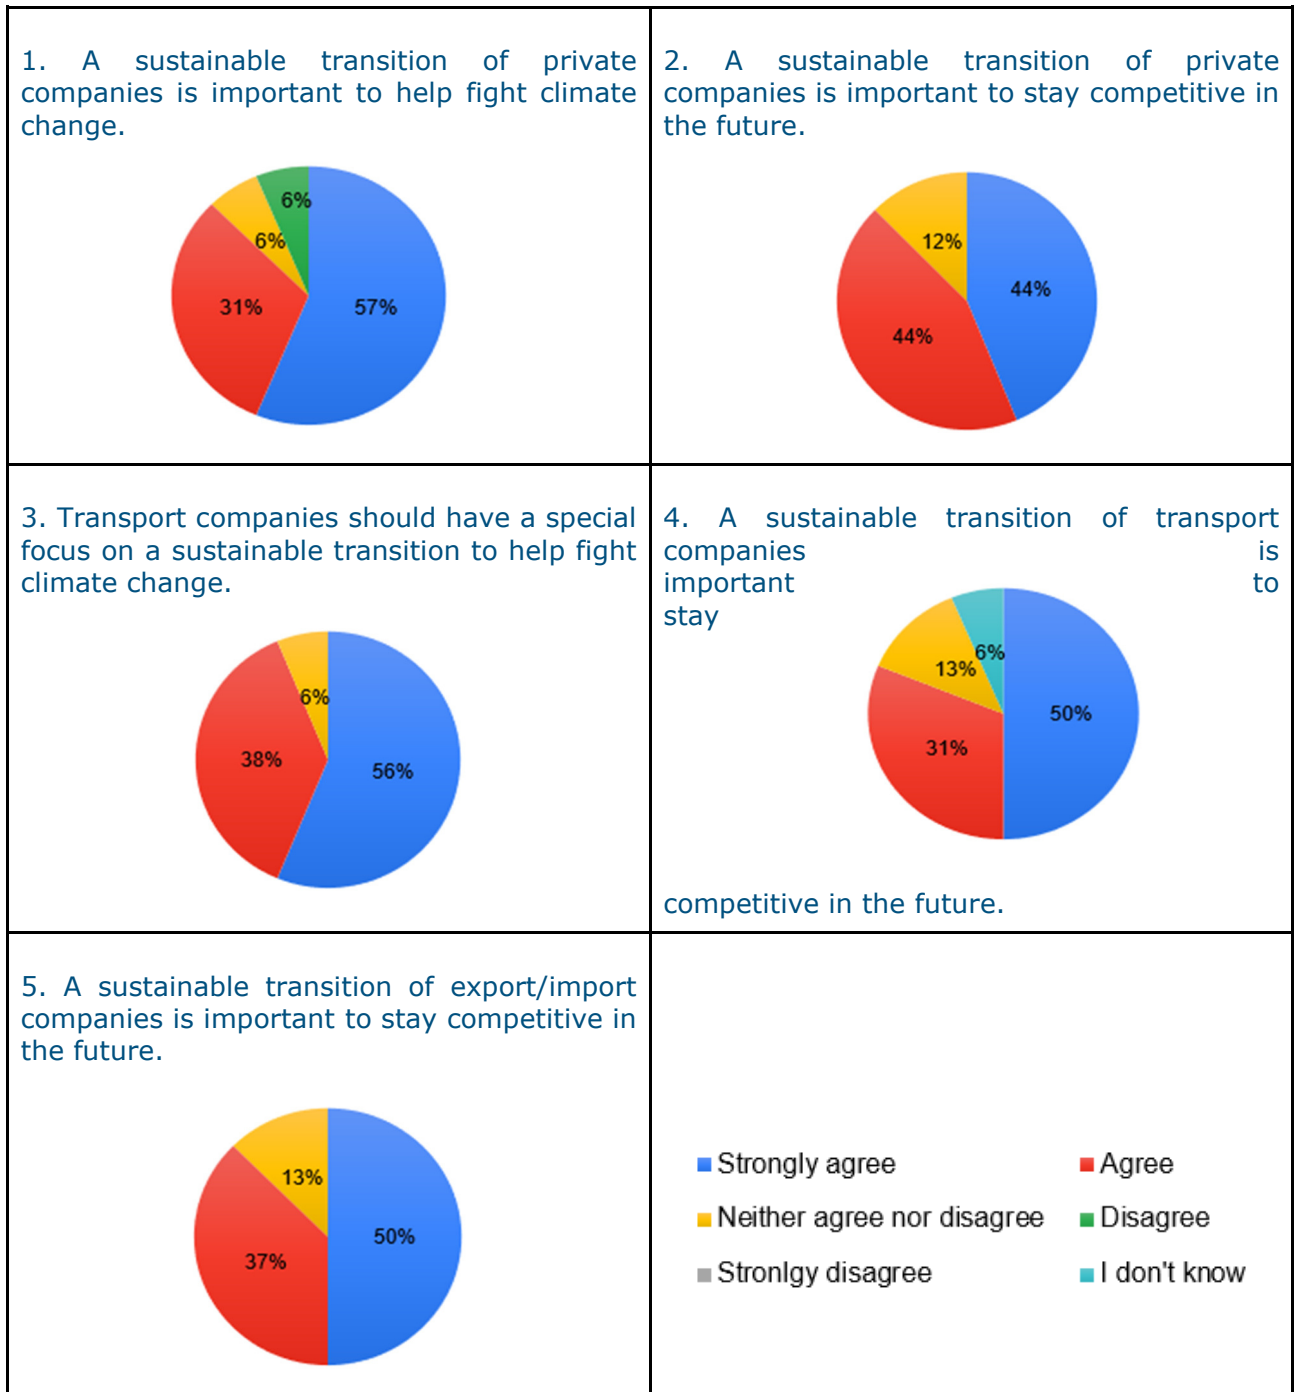 1. A sustainable transition of private
companies is important to help fight climate
change.
6%
6%
31%
57%
2. A sustainable transition of private
companies is important to stay competitive in
the future.
12%
44%
44%
3. Transport companies should have a special
focus on a sustainable transition to help fight
climate change.
6%
38%
56%
4. A sustainable transition of transport
companies is
important to
stay
6%
13%
50%
31%
competitive in the future.
5. A sustainable transition of export/import
companies is important to stay competitive in
the future.
13%
50%
37%
Strongly agree Agree
Neither agree nor disagree Disagree
Stronlgy disagree I don't know